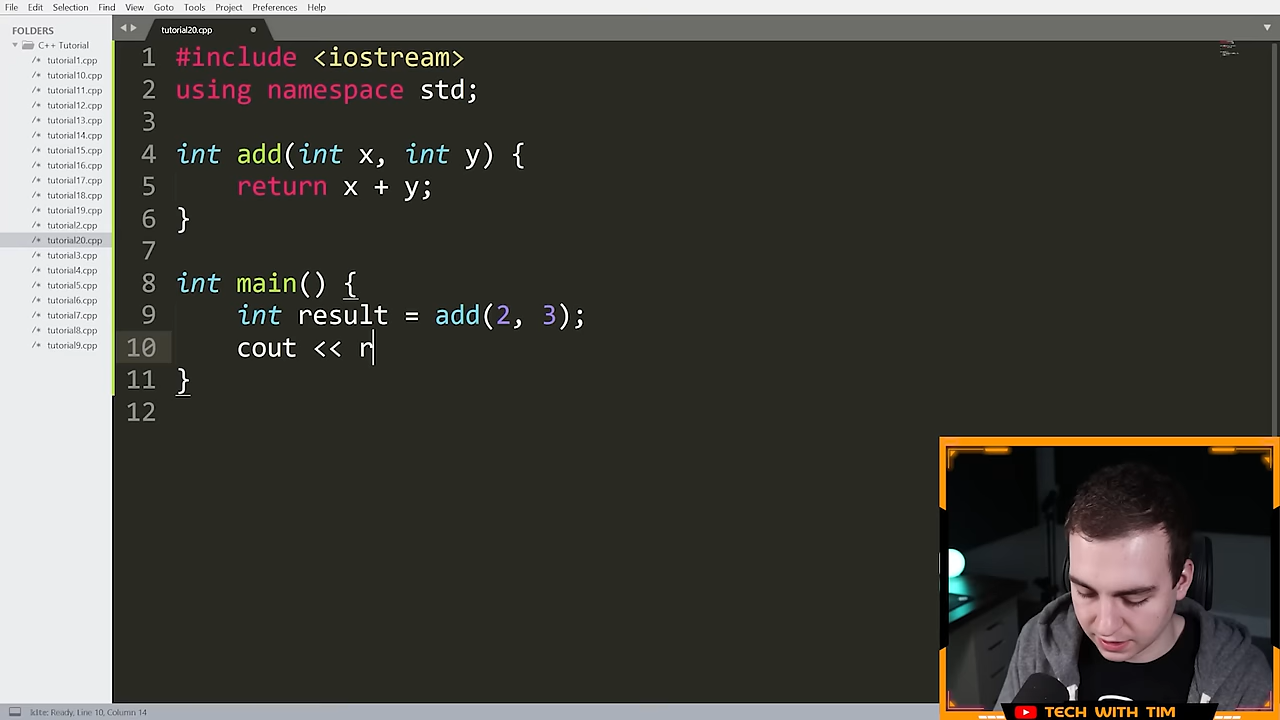 File Edit Selection Find View Goto Tools Project Preferences Help
FOLDERS
C++ Tutorial
/* tutorial1.cpp
/* tutorial10.cpp
/* tutorial11.cpp
/* tutorial12.cpp
/* tutorial13.cpp
/* tutorial14.cpp
/* tutorial15.cpp
/* tutorial16.cpp
/* tutorial17.cpp
/* tutorial18.cpp
/* tutorial19.cpp
/* tutorial2.cpp
/* tutorial20.cpp
/* tutorial3.cpp
/* tutorial4.cpp
/* tutorial5.cpp
/* tutorial6.cpp
/* tutorial7.cpp
/* tutorial8.cpp
/* tutorial9.cpp
tutorial20.cpp
1 #include <iostream>
2 using namespace std;
3
4 int add(int x, int y) {
5     return x + y;
6 }
7
8 int main() {
9     int result = add(2, 3);
10     cout << r
11 }
12
TECH WITH TIM
Ready, Line 10, Column 14